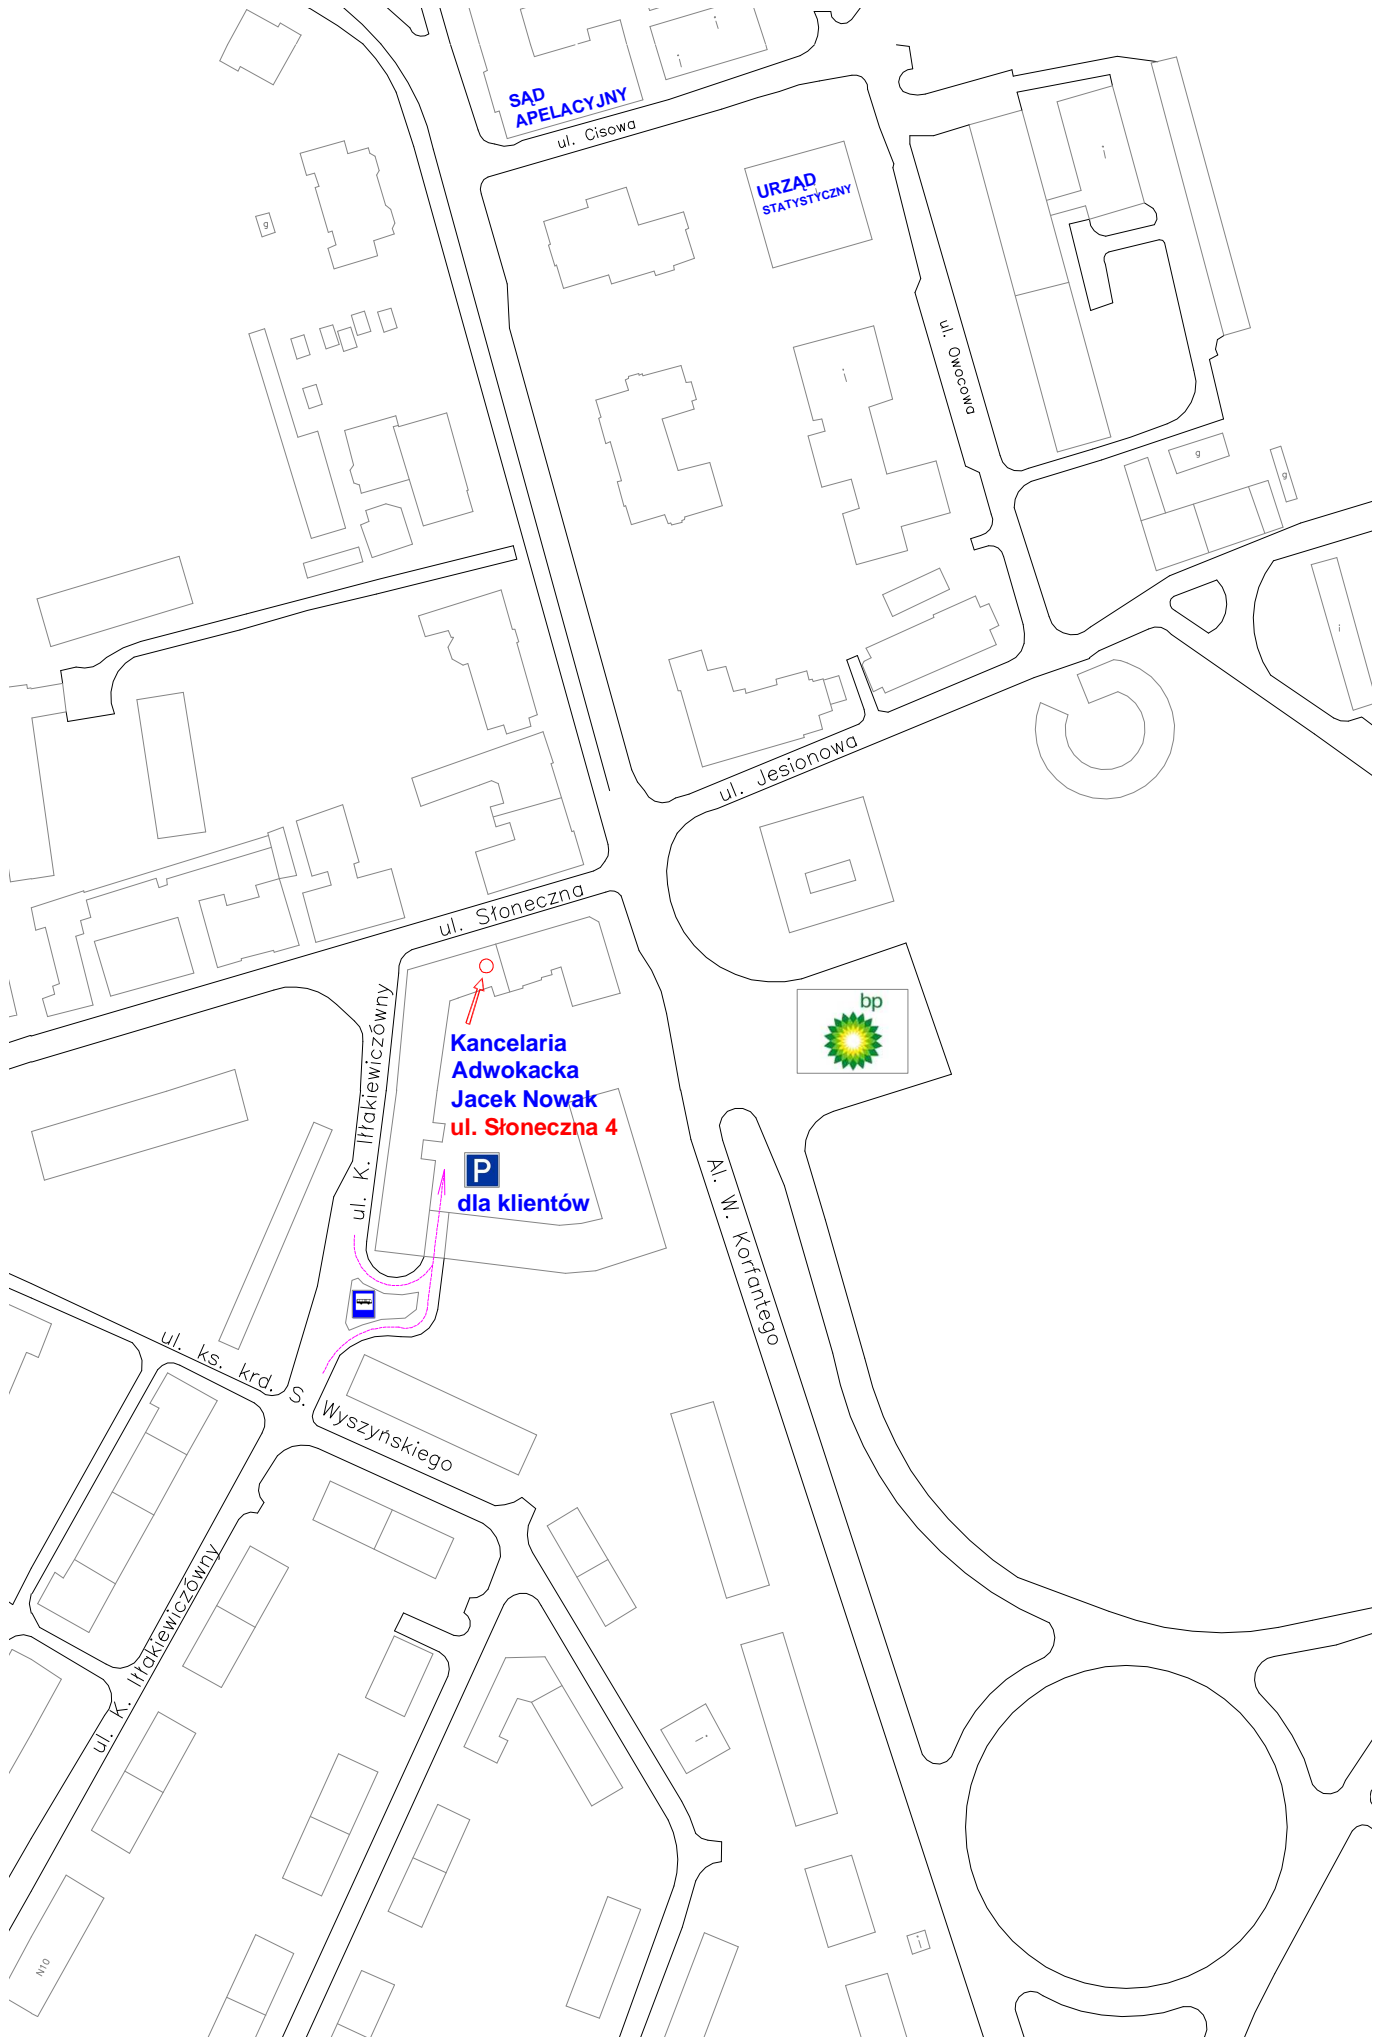 SĄD
APELACYJNY
ul. Cisowa
i
i
URZĄD
STATYSTYCZNY
i
g
ul. Owocowa
i
g
g
i
ul. Jesionowa
ul. Słoneczna
bp
ul. K. Iłłakiewiczówny
Kancelaria
Adwokacka
Jacek Nowak
ul. Słoneczna 4
P
dla klientów
Al. W. Korfantego
ul. ks. krd. S. Wyszyńskiego
ul. K. Iłłakiewiczówny
i
i
N10